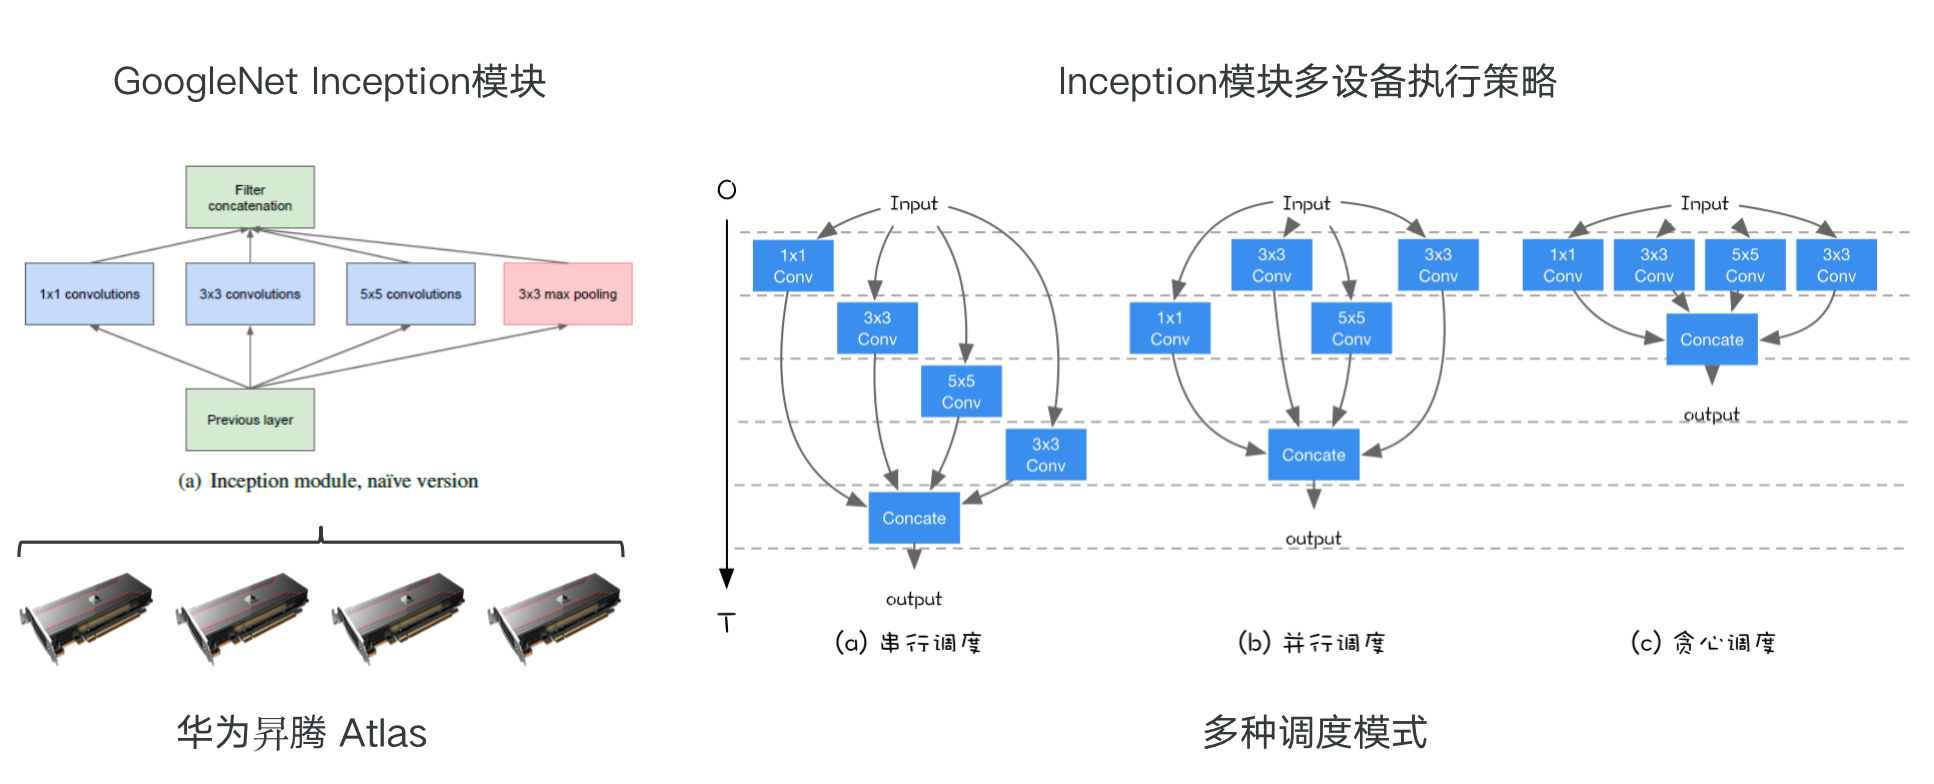 GoogleNet Inception模块
Filter
concatenation
1x1 convolutions
3x3 convolutions
5x5 convolutions
3x3 max pooling
Previous layer
(a) Inception module, naïve version
华为昇腾 Atlas
Inception模块多设备执行策略
O
T
Input
1x1
Conv
3x3
Conv
5x5
Conv
3x3
Conv
Concate
output
(a) 串行调度
Input
3x3
Conv
3x3
Conv
1x1
Conv
5x5
Conv
Concate
output
(b) 并行调度
Input
1x1
Conv
3x3
Conv
5x5
Conv
3x3
Conv
Concate
output
(c) 贪心调度
多种调度模式